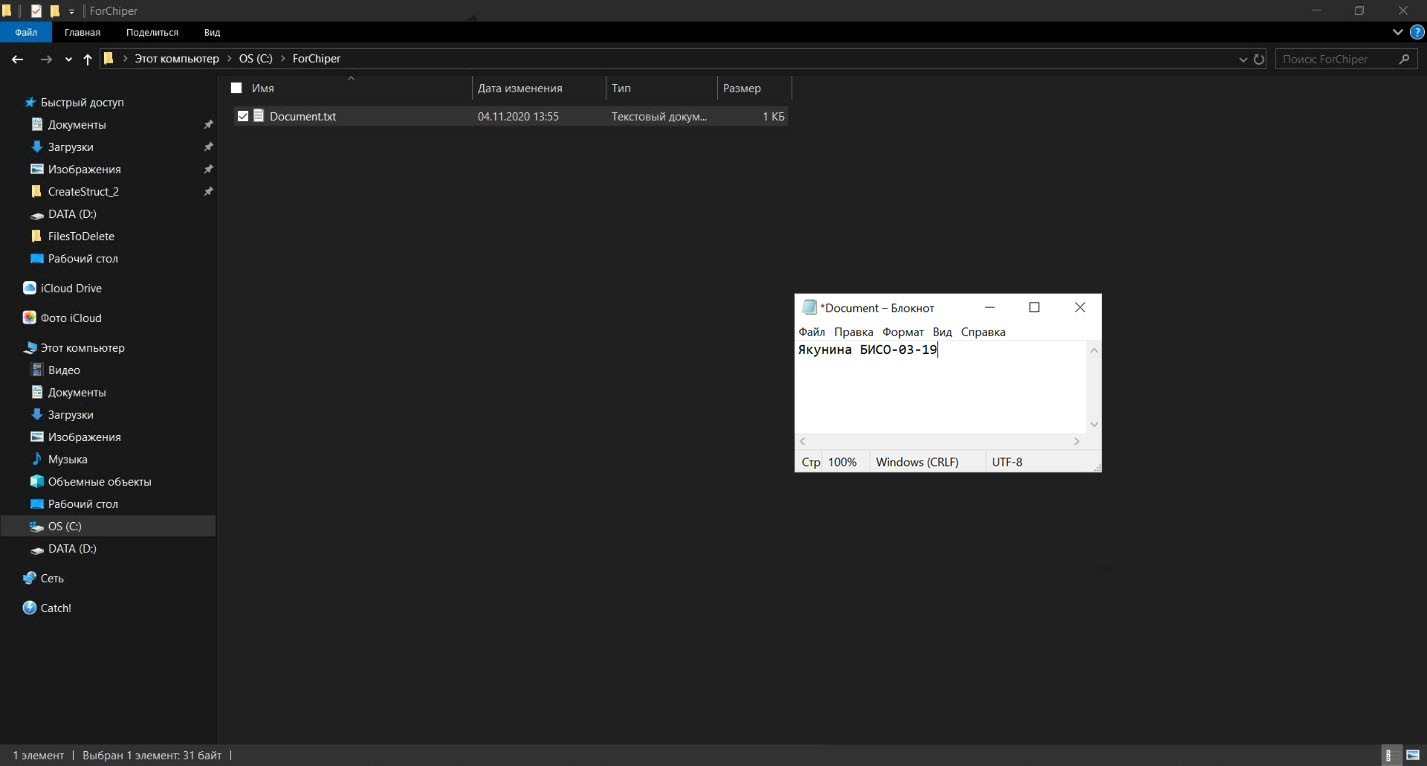 ForChiper
Файл Главная Поделиться Вид
Этот компьютер OS (C:) ForChiper
Поиск: ForChiper
Имя Дата изменения Тип Размер
Document.txt 04.11.2020 13:55 Текстовый докум... 1 КБ
Быстрый доступ
Документы
Загрузки
Изображения
CreateStruct_2
DATA (D:)
FilesToDelete
Рабочий стол
iCloud Drive
Фото iCloud
Этот компьютер
Видео
Документы
Загрузки
Изображения
Музыка
Объемные объекты
Рабочий стол
OS (C:)
DATA (D:)
Сеть
Catch!
*Document – Блокнот
Файл Правка Формат Вид Справка
Якунина БИСО-03-19
Стр 100% Windows (CRLF) UTF-8
1 элемент Выбран 1 элемент: 31 байт